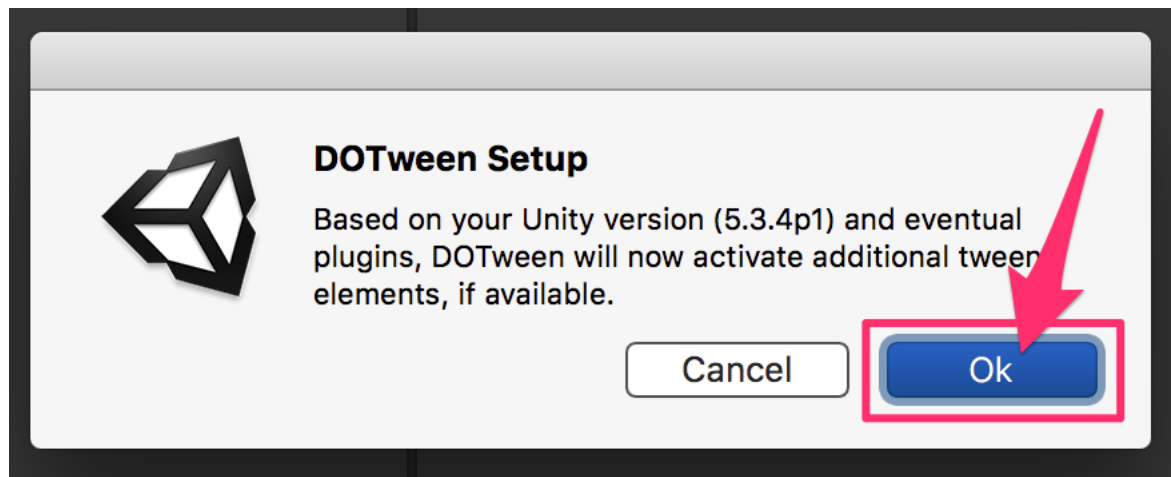 DOTween Setup
Based on your Unity version (5.3.4p1) and eventual
plugins, DOTween will now activate additional tween
elements, if available.
Cancel
Ok